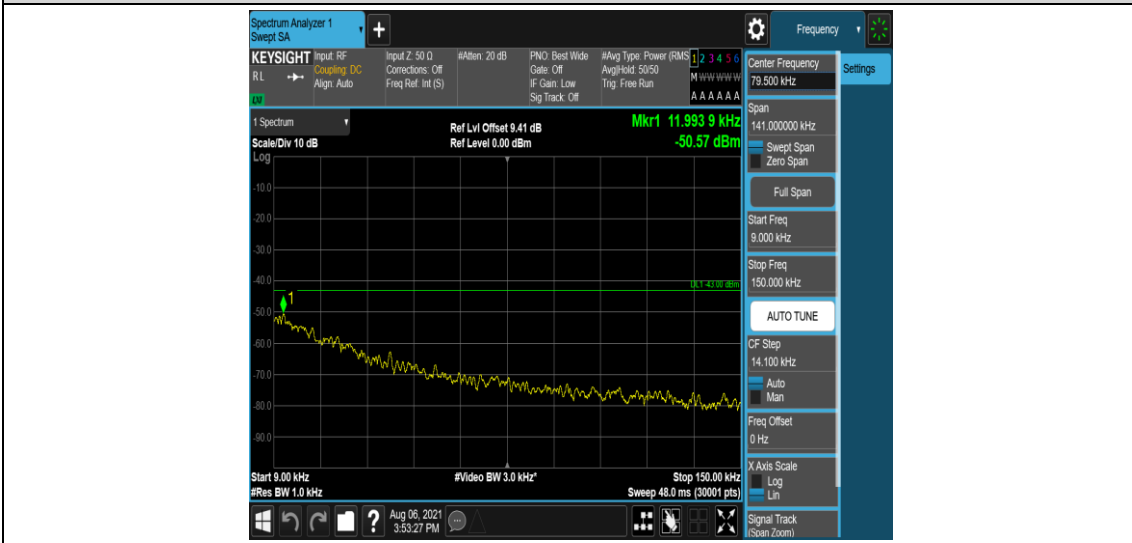 Spectrum Analyzer 1
Swept SA
+
Frequency
KEYSIGHT
RL
LXI
Input: RF
Coupling: DC
Align: Auto
Input Z: 50 Ω
Corrections: Off
Freq Ref: Int (S)
#Atten: 20 dB
PNO: Best Wide
Gate: Off
IF Gain: Low
Sig Track: Off
#Avg Type: Power (RMS
Avg|Hold: 50/50
Trig: Free Run
1 2 3 4 5 6
M W W W W W
A A A A A A
1 Spectrum
Scale/Div 10 dB
Log
Ref Lvl Offset 9.41 dB
Ref Level 0.00 dBm
Mkr1 11.993 9 kHz
-50.57 dBm
-10.0
-20.0
-30.0
-40.0
DL1 -43.00 dBm
1
-50.0
-60.0
-70.0
-80.0
-90.0
Start 9.00 kHz
#Video BW 3.0 kHz*
Stop 150.00 kHz
#Res BW 1.0 kHz
Sweep 48.0 ms (30001 pts)
?
Aug 06, 2021
3:53:27 PM
Center Frequency
79.500 kHz
Settings
Span
141.000000 kHz
Swept Span
Zero Span
Full Span
Start Freq
9.000 kHz
Stop Freq
150.000 kHz
AUTO TUNE
CF Step
14.100 kHz
Auto
Man
Freq Offset
0 Hz
X Axis Scale
Log
Lin
Signal Track
(Span Zoom)